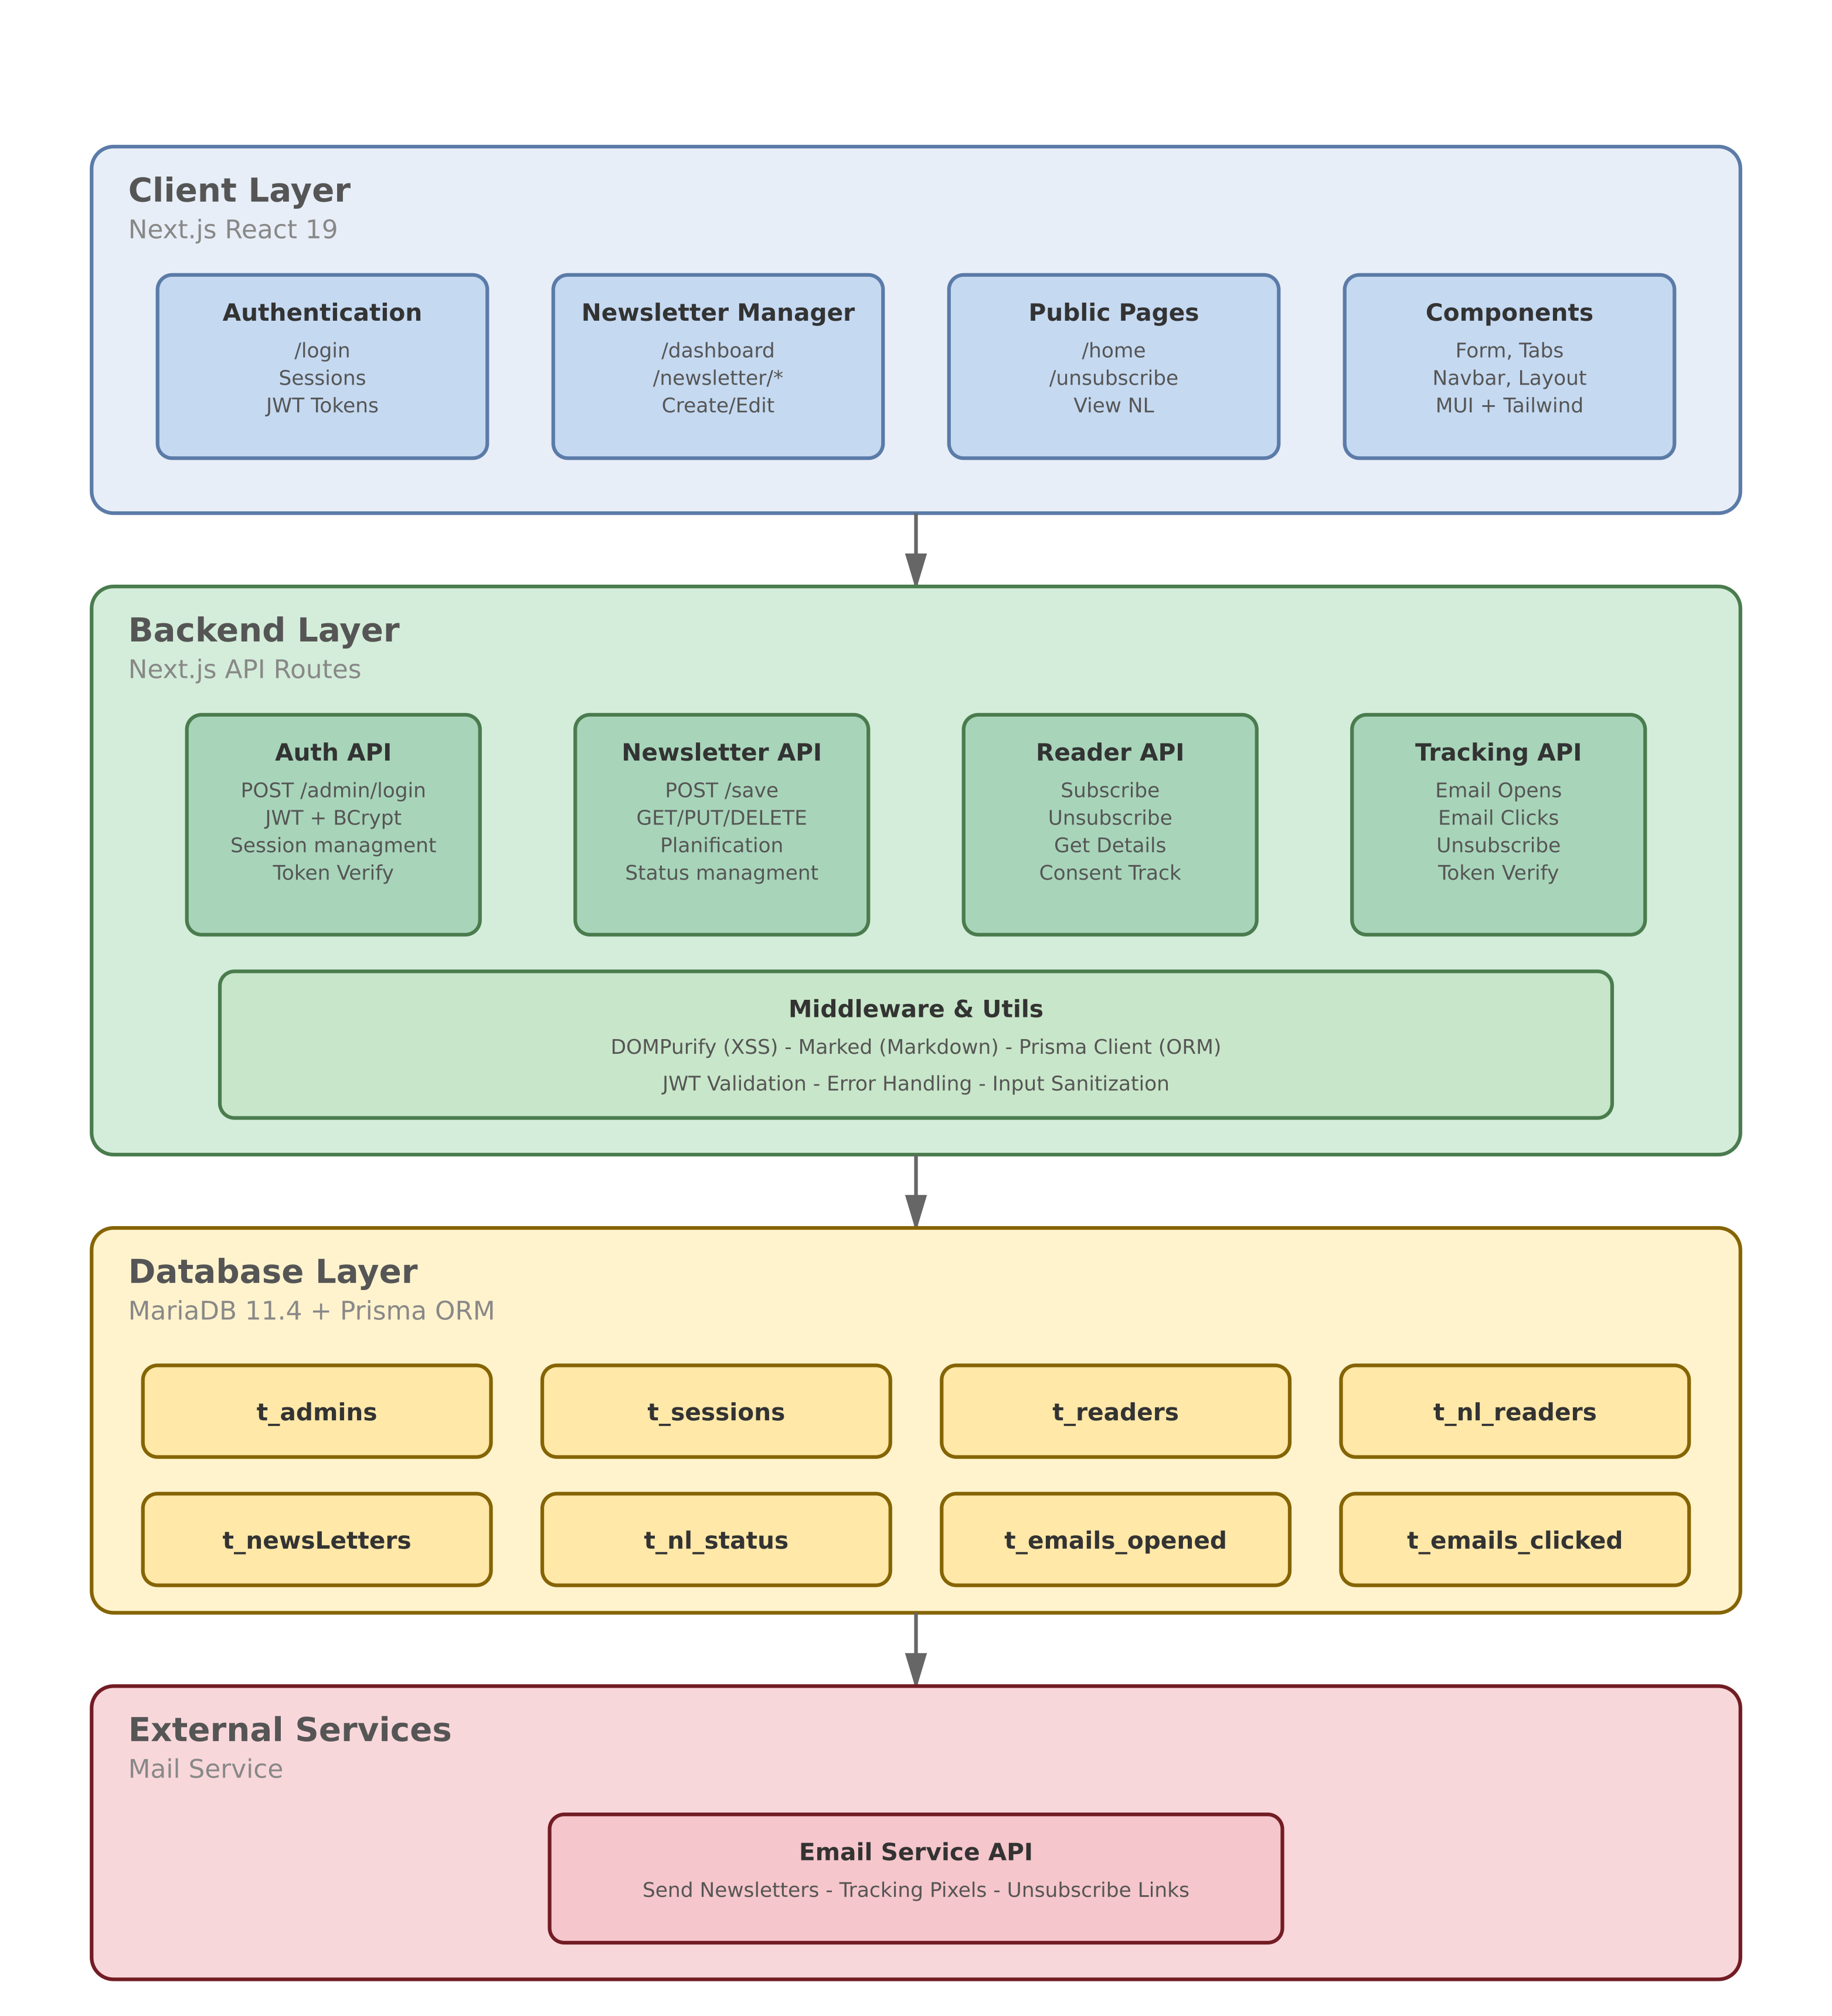 Client Layer
Next.js React 19
Authentication
/login
Sessions
JWT Tokens
Newsletter Manager
/dashboard
/newsletter/*
Create/Edit
Public Pages
/home
/unsubscribe
View NL
Components
Form, Tabs
Navbar, Layout
MUI + Tailwind
Backend Layer
Next.js API Routes
Auth API
POST /admin/login
JWT + BCrypt
Session managment
Token Verify
Newsletter API
POST /save
GET/PUT/DELETE
Planification
Status managment
Reader API
Subscribe
Unsubscribe
Get Details
Consent Track
Tracking API
Email Opens
Email Clicks
Unsubscribe
Token Verify
Middleware & Utils
DOMPurify (XSS) - Marked (Markdown) - Prisma Client (ORM)
JWT Validation - Error Handling - Input Sanitization
Database Layer
MariaDB 11.4 + Prisma ORM
t_admins
t_sessions
t_readers
t_nl_readers
t_newsLetters
t_nl_status
t_emails_opened
t_emails_clicked
External Services
Mail Service
Email Service API
Send Newsletters - Tracking Pixels - Unsubscribe Links